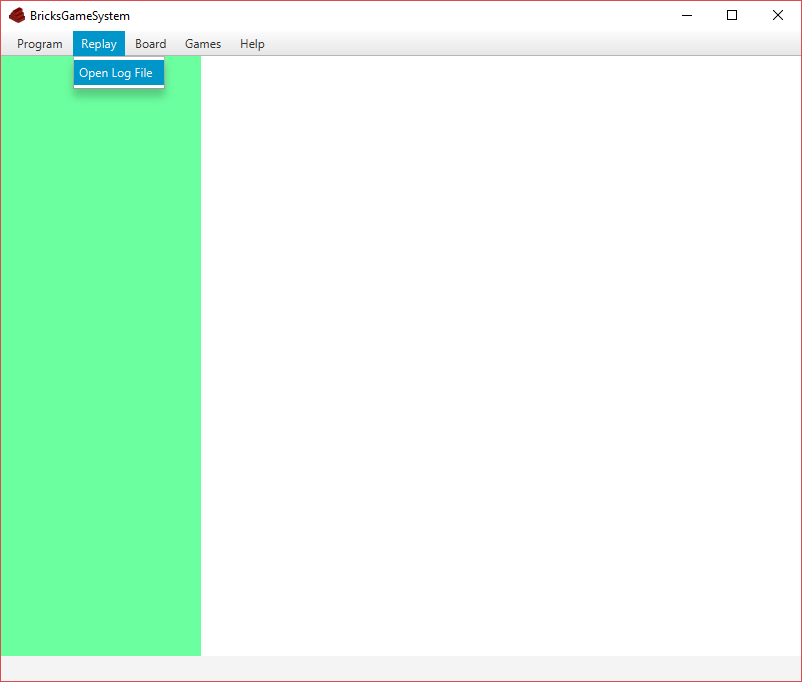 BricksGameSystem
Program Replay Board Games Help
Open Log File